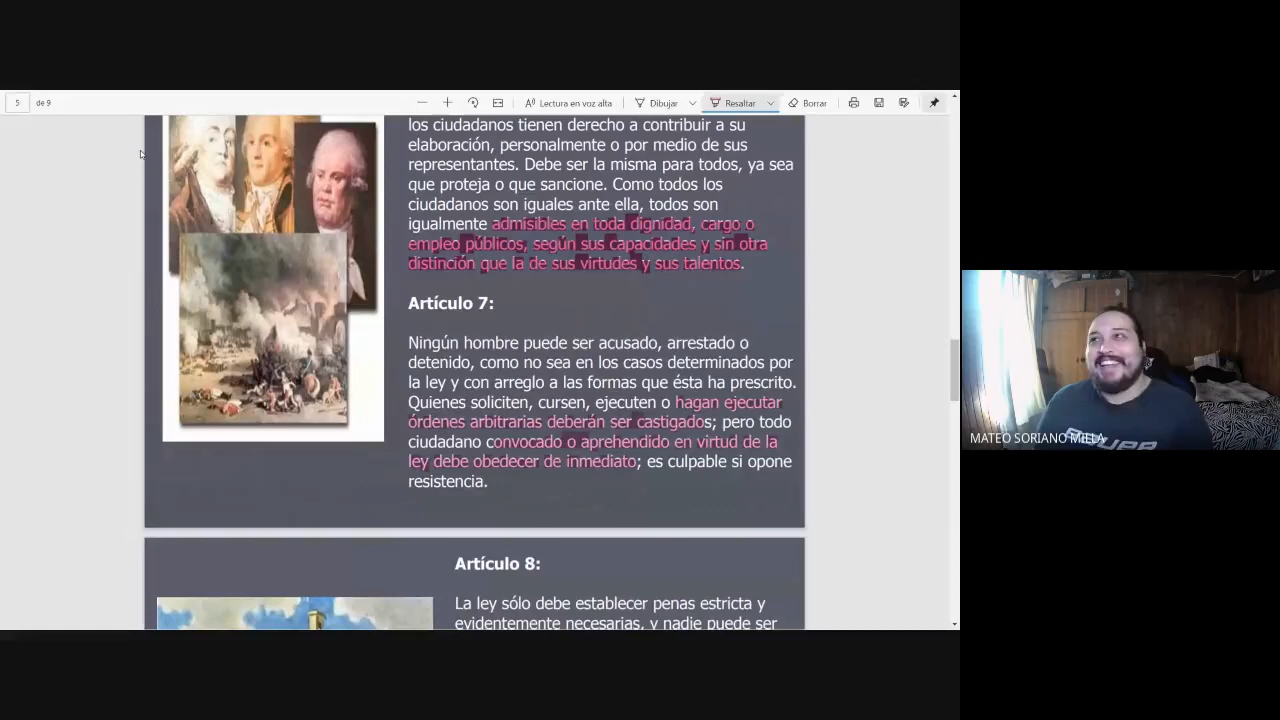 5 de 9 Lectura en voz alta Dibujar Resaltar Borrar
los ciudadanos tienen derecho a contribuir a su
elaboración, personalmente o por medio de sus
representantes. Debe ser la misma para todos, ya sea
que proteja o que sancione. Como todos los
ciudadanos son iguales ante ella, todos son
igualmente admisibles en toda dignidad, cargo o
empleo públicos, según sus capacidades y sin otra
distinción que la de sus virtudes y sus talentos.
Artículo 7:
Ningún hombre puede ser acusado, arrestado o
detenido, como no sea en los casos determinados por
la ley y con arreglo a las formas que ésta ha prescrito.
Quienes soliciten, cursen, ejecuten o hagan ejecutar
órdenes arbitrarias deberán ser castigados; pero todo
ciudadano convocado o aprehendido en virtud de la
ley debe obedecer de inmediato; es culpable si opone
resistencia.
Artículo 8:
La ley sólo debe establecer penas estricta y
evidentemente necesarias, y nadie puede ser
MATEO SORIANO MILLA